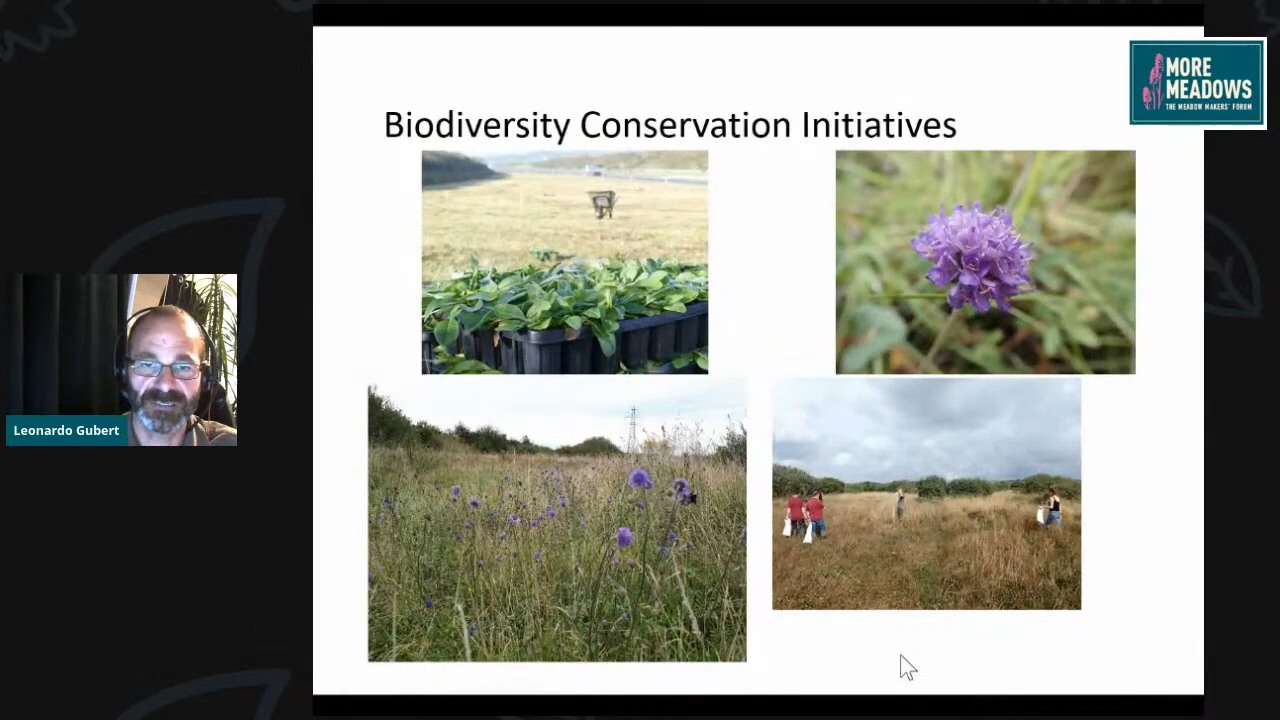 MORE
MEADOWS
THE MEADOW MAKERS' FORUM
Biodiversity Conservation Initiatives
Leonardo Gubert